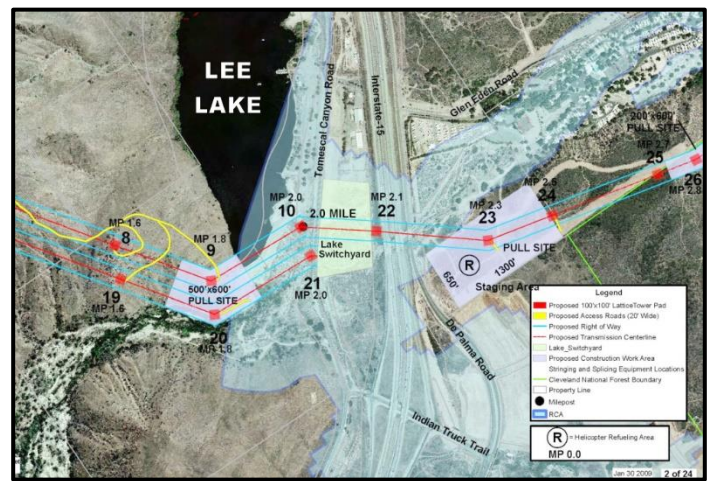 LEE
LAKE
Temescal Canyon Road
Interstate-15
Glen Eden Road
200'x600'
PULL SITE
MP 2.7
25
26
MP 2.8
MP 2.5
24
MP 2.3
23
PULL SITE
MP 2.1
22
MP 2.0
10
2.0 MILE
Lake
Switchyard
21
MP 2.0
MP 1.6
8
MP 1.8
9
500'x600'
PULL SITE
19
MP 1.6
20
MP 1.8
R
650'
1300'
Staging Area
De Palma Road
Indian Truck Trail
Legend
Proposed 100'x100' LatticeTower Pad
Proposed Access Roads (20' Wide)
Proposed Right of Way
Proposed Transmission Centerline
Lake_Switchyard
Proposed Construction Work Area
Stringing and Splicing Equipment Locations
Cleveland National Forest Boundary
Property Line
Milepost
RCA
R = Helicopter Refueling Area
MP 0.0
Jan 30 2009 2 of 24